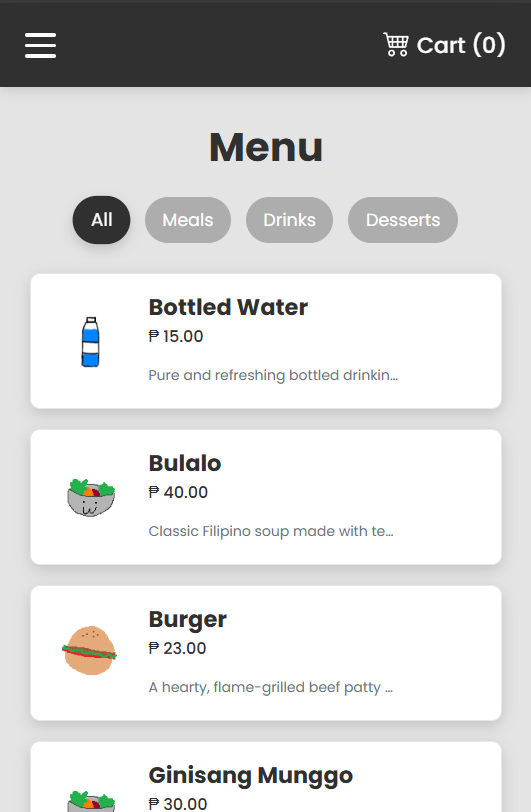 Cart (0)
Menu
All
Meals
Drinks
Desserts
Bottled Water
₱ 15.00
Pure and refreshing bottled drinkin...
Bulalo
₱ 40.00
Classic Filipino soup made with te...
Burger
₱ 23.00
A hearty, flame-grilled beef patty ...
Ginisang Munggo
₱ 30.00